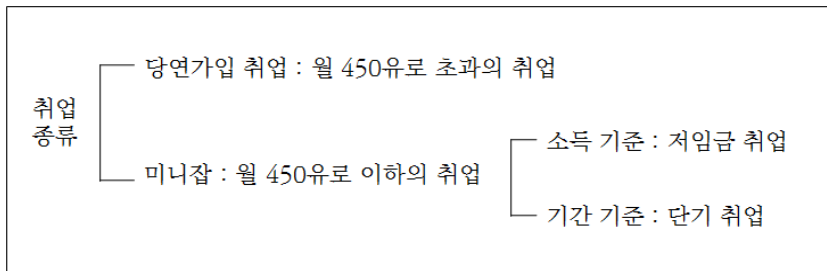 당연가입 취업 : 월 450유로 초과의 취업
취업
종류
소득 기준 : 저임금 취업
미니잡 : 월 450유로 이하의 취업
기간 기준 : 단기 취업